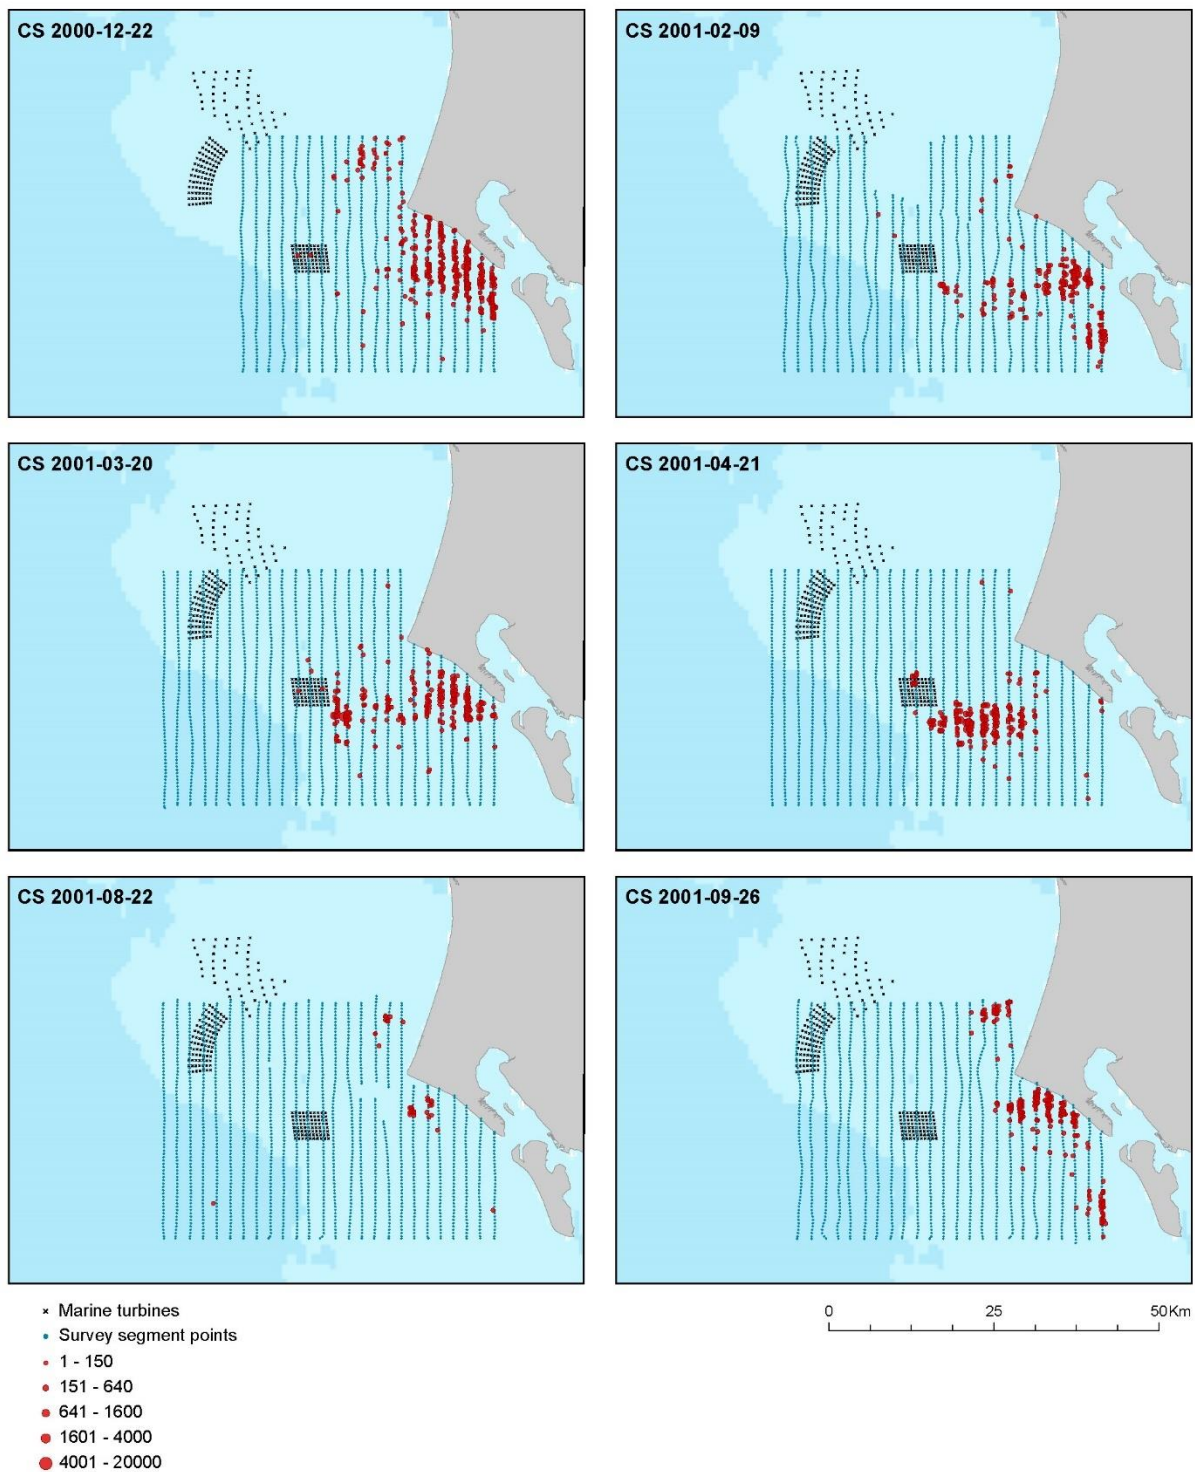 CS 2000-12-22
CS 2001-02-09
CS 2001-03-20
CS 2001-04-21
CS 2001-08-22
CS 2001-09-26
Marine turbines
Survey segment points
1 - 150
151 - 640
641 - 1600
1601 - 4000
4001 - 20000
0 25 50Km